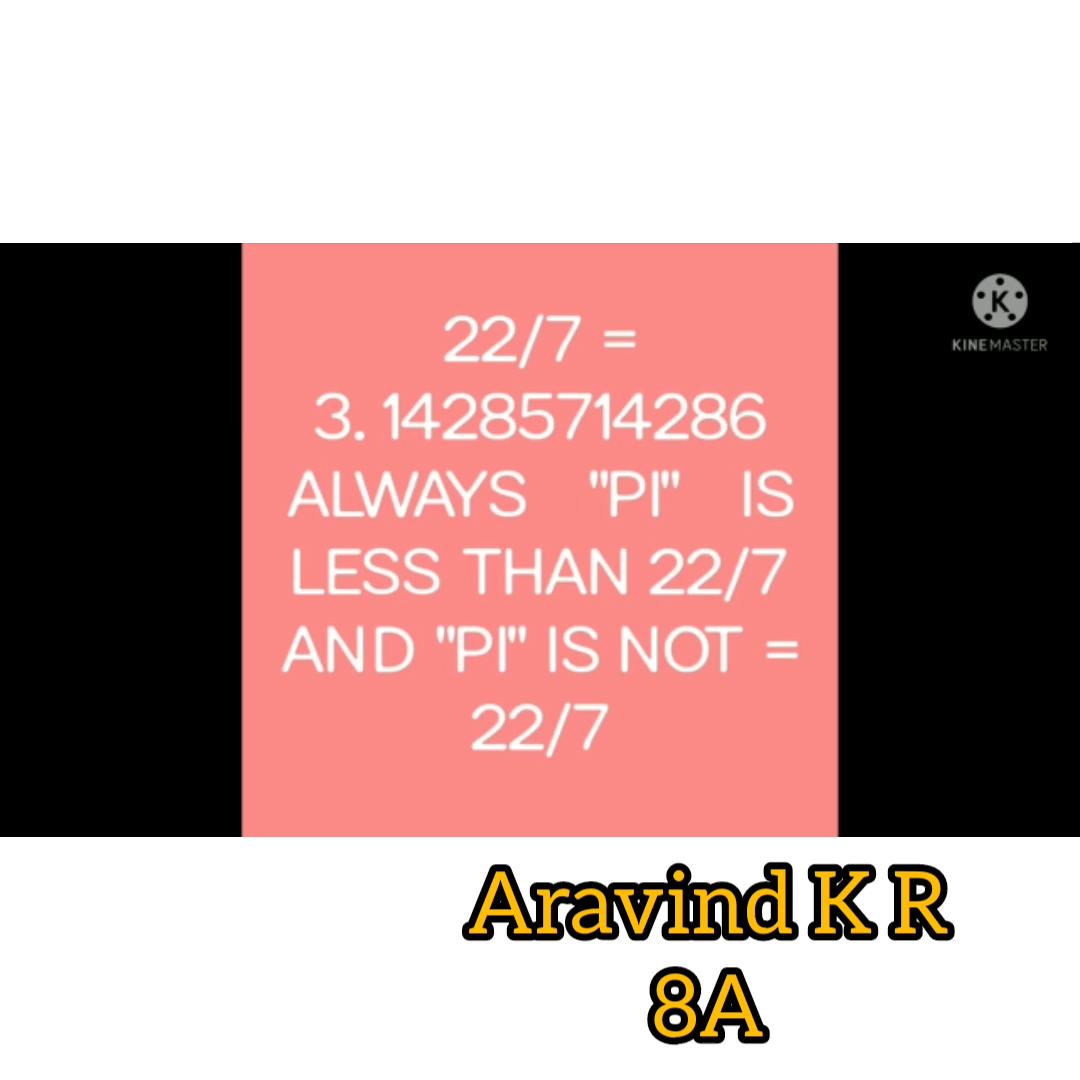 22/7 =
3. 14285714286
ALWAYS "PI" IS
LESS THAN 22/7
AND "PI" IS NOT =
22/7
K
KINEMASTER
Aravind K R
8A